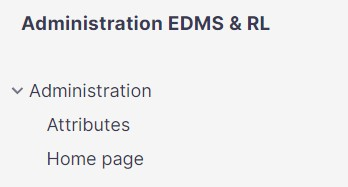 Administration EDMS & RL
Administration
Attributes
Home page